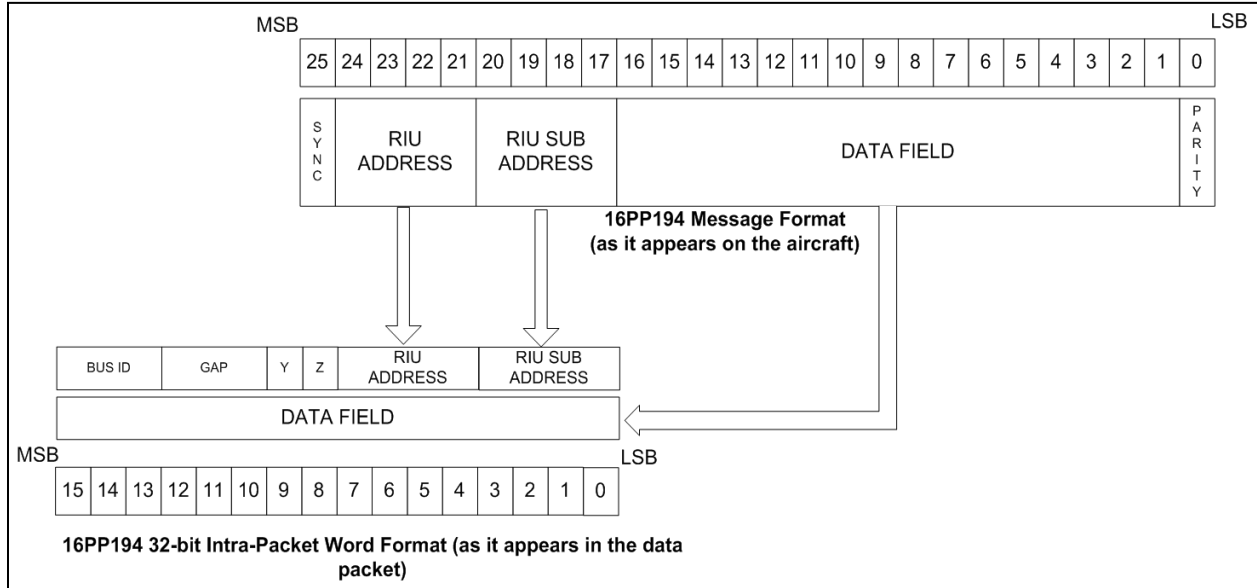 MSB LSB
25 24 23 22 21 20 19 18 17 16 15 14 13 12 11 10 9 8 7 6 5 4 3 2 1 0
SYNC
RIU
ADDRESS
RIU SUB
ADDRESS
DATA FIELD
PARITY
16PP194 Message Format
(as it appears on the aircraft)
BUS ID GAP Y Z
RIU
ADDRESS
RIU SUB
ADDRESS
DATA FIELD
MSB LSB
15 14 13 12 11 10 9 8 7 6 5 4 3 2 1 0
16PP194 32-bit Intra-Packet Word Format (as it appears in the data
packet)